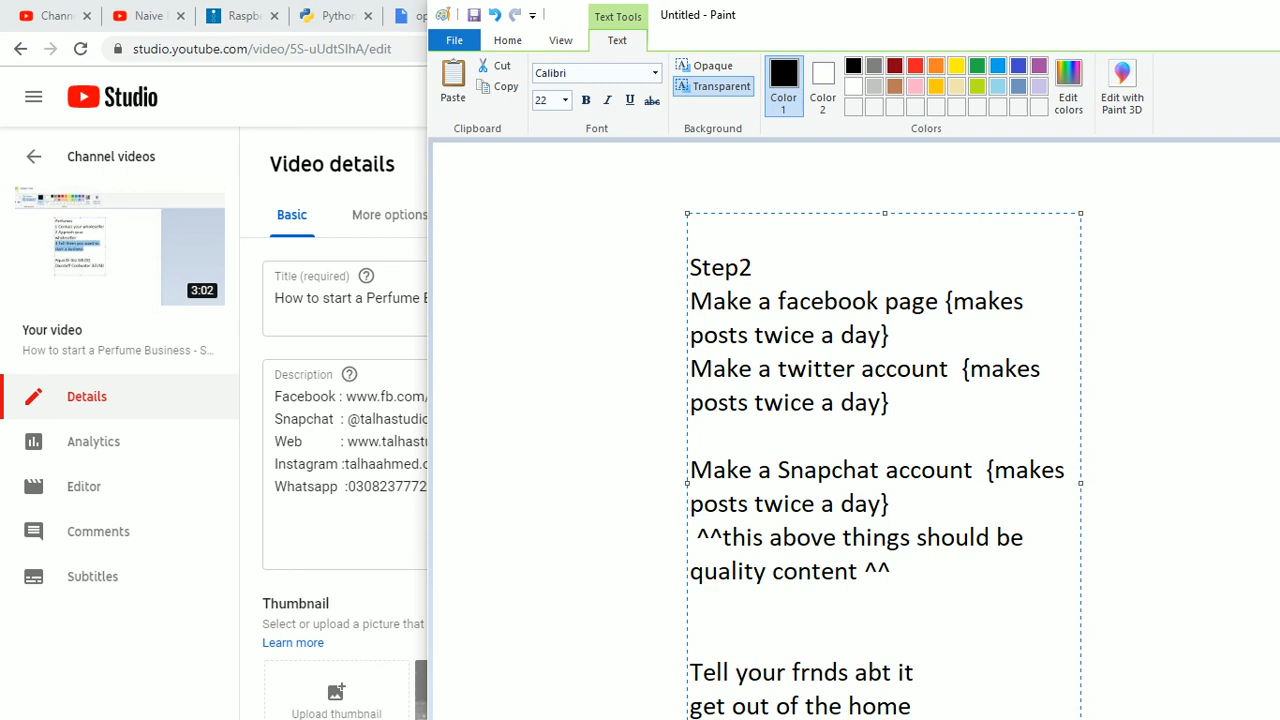 Chann
Naive
Raspb
Python
op
Text Tools
Untitled - Paint
studio.youtube.com/video/5S-uUdtSIhA/edit
File
Home
View
Text
Paste
Cut
Copy
Calibri
22
B I U abc
Opaque
Transparent
Color 1
Color 2
Edit colors
Edit with Paint 3D
Clipboard
Font
Background
Colors
Studio
Channel videos
3:02
Your video
How to start a Perfume Business - S...
Details
Analytics
Editor
Comments
Subtitles
Video details
Basic
More options
Title (required)
How to start a Perfume B
Description
Facebook : www.fb.com/
Snapchat : @talhastudio
Web : www.talhast
Instagram :talhaahmed.c
Whatsapp :0308237772
Thumbnail
Select or upload a picture that
Learn more
Upload thumbnail
Step2
Make a facebook page {makes
posts twice a day}
Make a twitter account {makes
posts twice a day}
Make a Snapchat account {makes
posts twice a day}
^^this above things should be
quality content ^^
Tell your frnds abt it
get out of the home